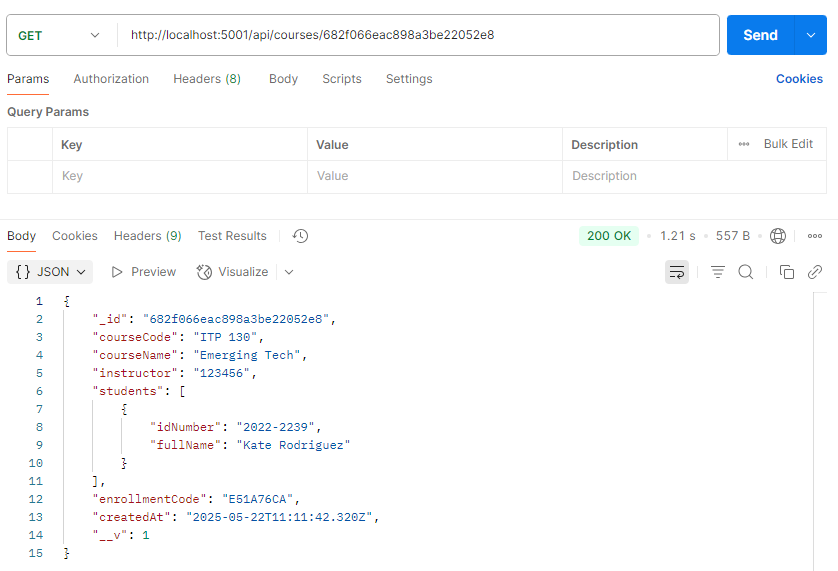 GET http://localhost:5001/api/courses/682f066eac898a3be22052e8 Send
Params Authorization Headers (8) Body Scripts Settings Cookies
Query Params
Key Value Description Bulk Edit
Key Value Description
Body Cookies Headers (9) Test Results 200 OK 1.21 s 557 B
{} JSON Preview Visualize
1 {
2 "_id": "682f066eac898a3be22052e8",
3 "courseCode": "ITP 130",
4 "courseName": "Emerging Tech",
5 "instructor": "123456",
6 "students": [
7 {
8 "idNumber": "2022-2239",
9 "fullName": "Kate Rodriguez"
10 }
11 ],
12 "enrollmentCode": "E51A76CA",
13 "createdAt": "2025-05-22T11:11:42.320Z",
14 "__v": 1
15 }